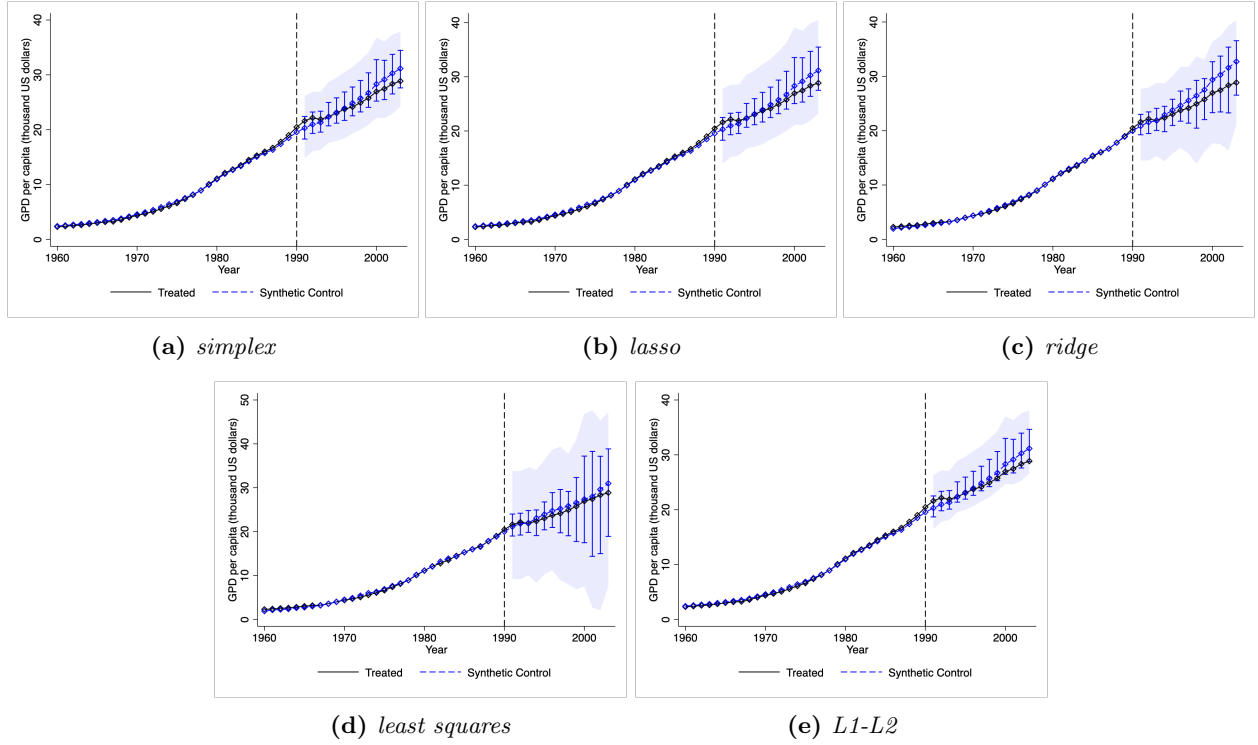 GPD per capita (thousand US dollars)
40
30
20
10
0
1960 1970 1980 1990 2000
Year
Treated Synthetic Control
(a) simplex
GPD per capita (thousand US dollars)
40
30
20
10
0
1960 1970 1980 1990 2000
Year
Treated Synthetic Control
(b) lasso
GPD per capita (thousand US dollars)
40
30
20
10
0
1960 1970 1980 1990 2000
Year
Treated Synthetic Control
(c) ridge
GPD per capita (thousand US dollars)
50
40
30
20
10
0
1960 1970 1980 1990 2000
Year
Treated Synthetic Control
(d) least squares
GPD per capita (thousand US dollars)
40
30
20
10
0
1960 1970 1980 1990 2000
Year
Treated Synthetic Control
(e) L1-L2